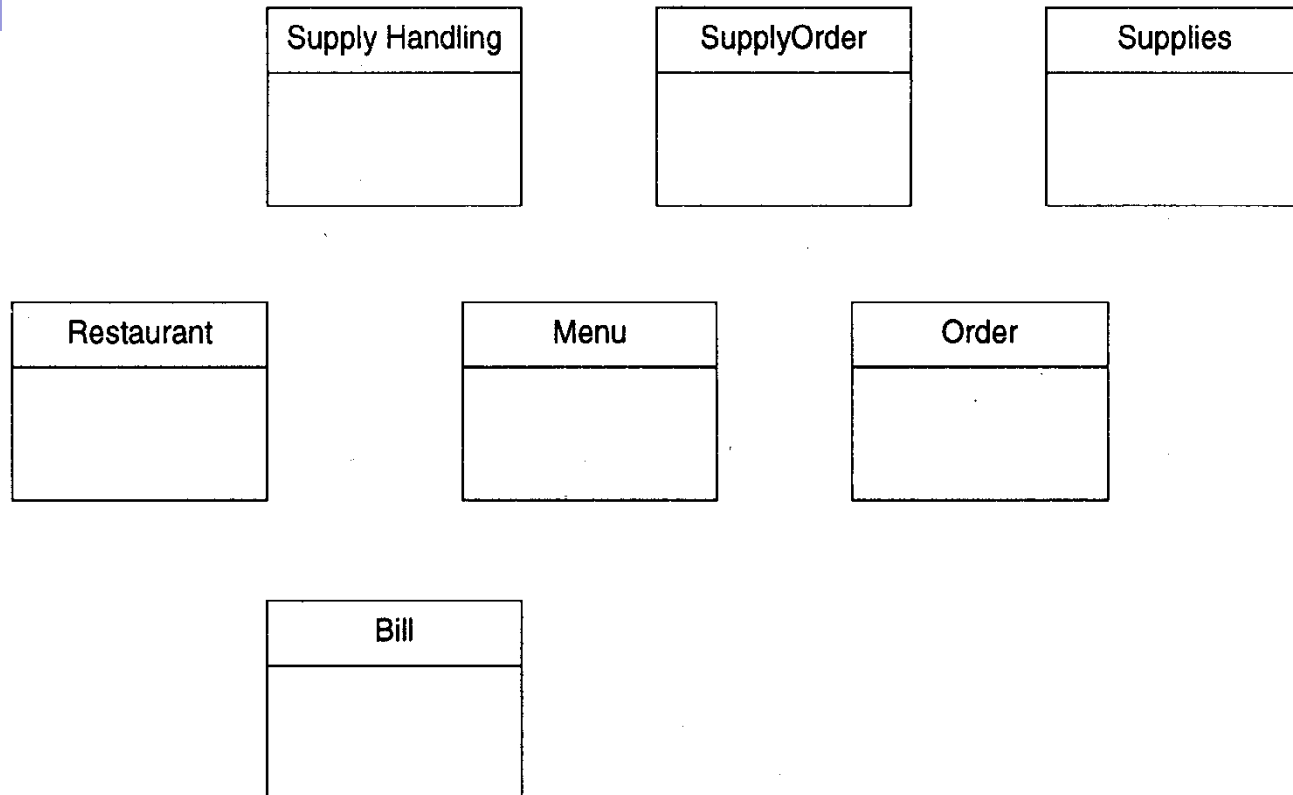 Supply Handling
SupplyOrder
Supplies
Restaurant
Menu
Order
Bill